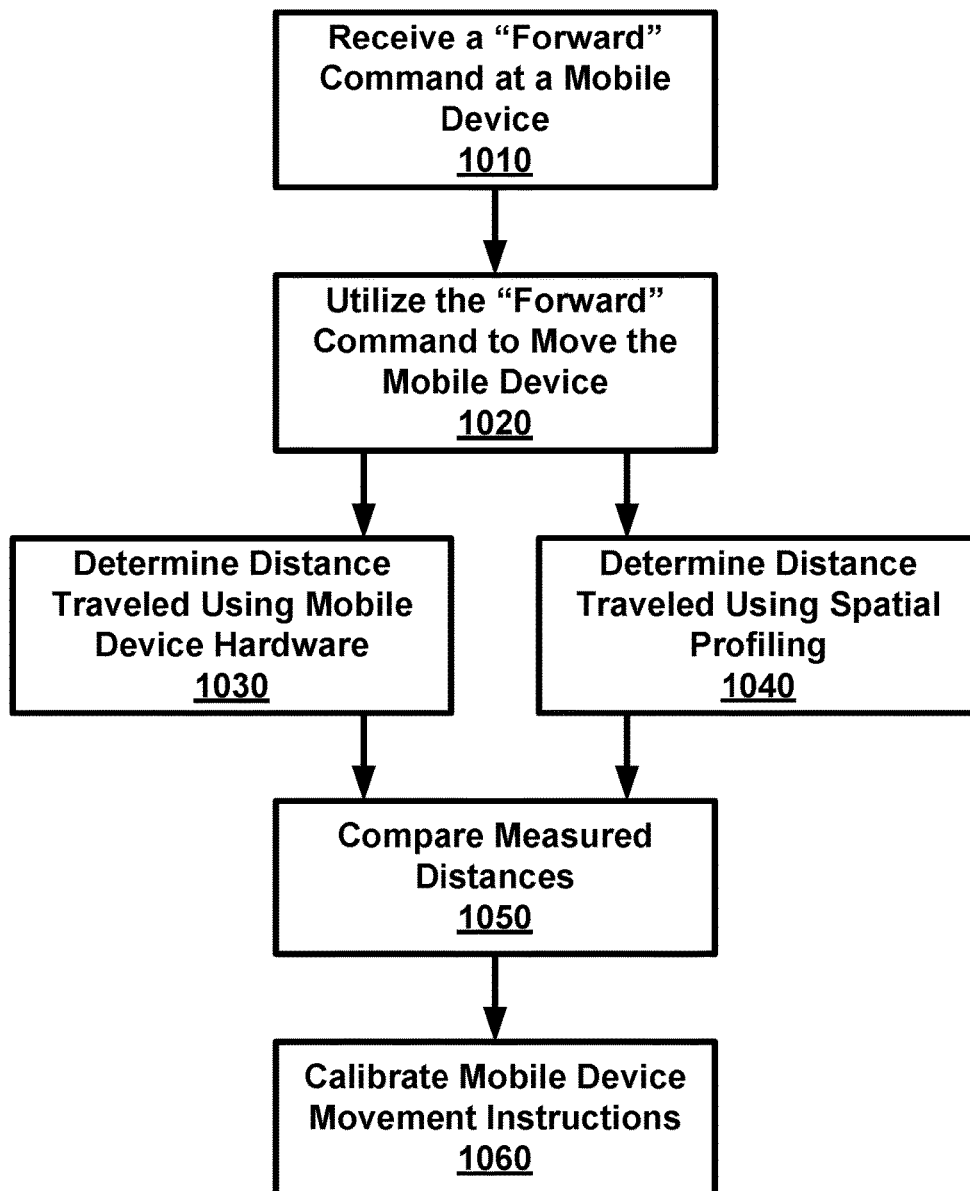 Receive a “Forward”
Command at a Mobile
Device
1010
Utilize the “Forward”
Command to Move the
Mobile Device
1020
Determine Distance
Traveled Using Mobile
Device Hardware
1030
Determine Distance
Traveled Using Spatial
Profiling
1040
Compare Measured
Distances
1050
Calibrate Mobile Device
Movement Instructions
1060